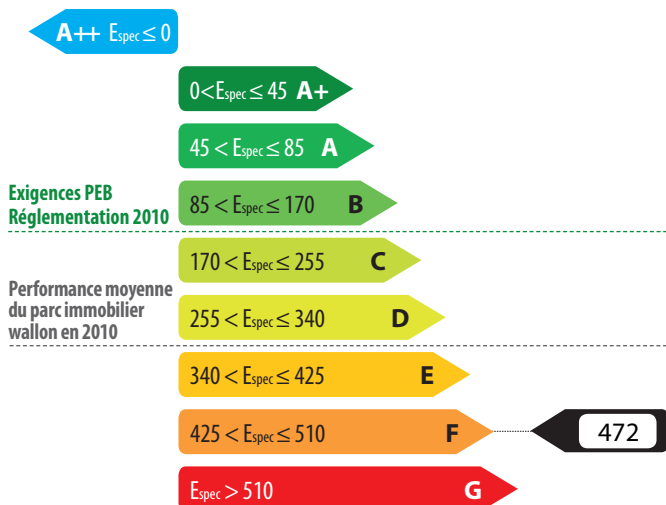 A++ Espec ≤ 0
0 < Espec ≤ 45 A+
45 < Espec ≤ 85 A
Exigences PEB
Réglementation 2010
85 < Espec ≤ 170 B
170 < Espec ≤ 255 C
Performance moyenne
du parc immobilier
wallon en 2010
255 < Espec ≤ 340 D
340 < Espec ≤ 425 E
425 < Espec ≤ 510 F
472
Espec > 510 G